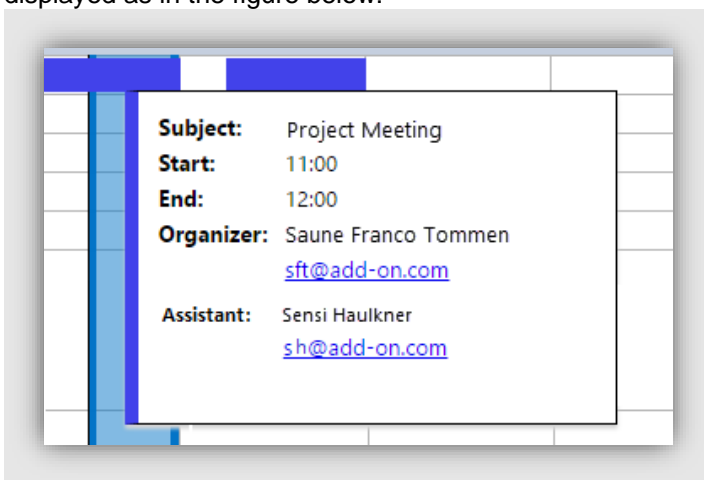 displayed as in the figure below.
Subject: Project Meeting
Start: 11:00
End: 12:00
Organizer: Saune Franco Tommen
sft@add-on.com
Assistant: Sensi Haulkner
sh@add-on.com